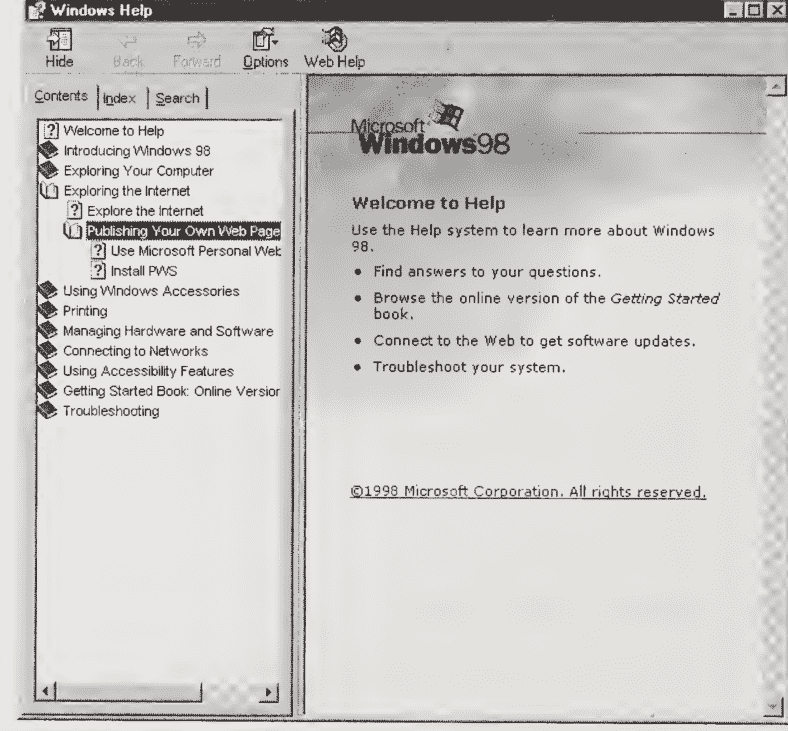 Windows Help
Hide Back Forward Options Web Help
Contents Index Search
? Welcome to Help
Introducing Windows 98
Exploring Your Computer
Exploring the Internet
? Explore the Internet
Publishing Your Own Web Page
? Use Microsoft Personal Web
? Install PWS
Using Windows Accessories
Printing
Managing Hardware and Software
Connecting to Networks
Using Accessibility Features
Getting Started Book: Online Version
Troubleshooting
Microsoft
Windows98
Welcome to Help
Use the Help system to learn more about Windows
98.
• Find answers to your questions.
• Browse the online version of the Getting Started
book.
• Connect to the Web to get software updates.
• Troubleshoot your system.
©1998 Microsoft Corporation. All rights reserved.